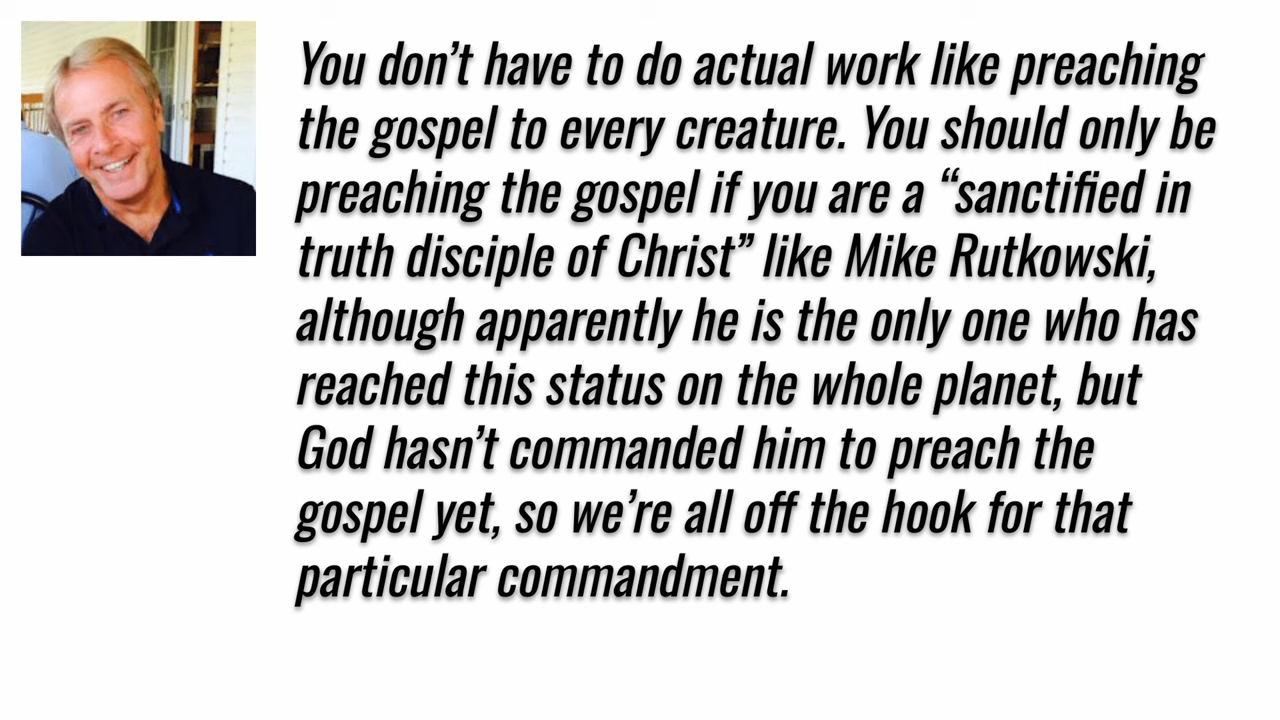 You don’t have to do actual work like preaching
the gospel to every creature. You should only be
preaching the gospel if you are a “sanctified in
truth disciple of Christ” like Mike Rutkowski,
although apparently he is the only one who has
reached this status on the whole planet, but
God hasn’t commanded him to preach the
gospel yet, so we’re all off the hook for that
particular commandment.